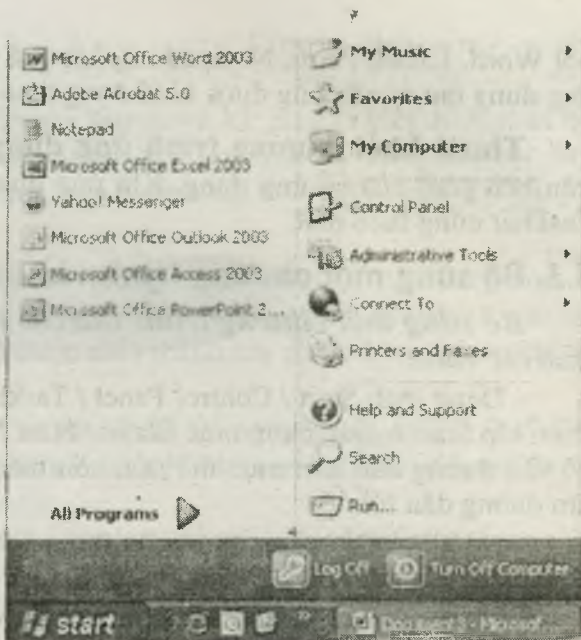 Microsoft Office Word 2003
Adobe Acrobat 5.0
Notepad
Microsoft Office Excel 2003
Yahoo! Messenger
Microsoft Office Outlook 2003
Microsoft Office Access 2003
Microsoft Office PowerPoint 2...
All Programs
My Music
Favorites
My Computer
Control Panel
Administrative Tools
Connect To
Printers and Faxes
Help and Support
Search
Run...
Log Off
Turn Off Computer
start
Document3 - Microsof...